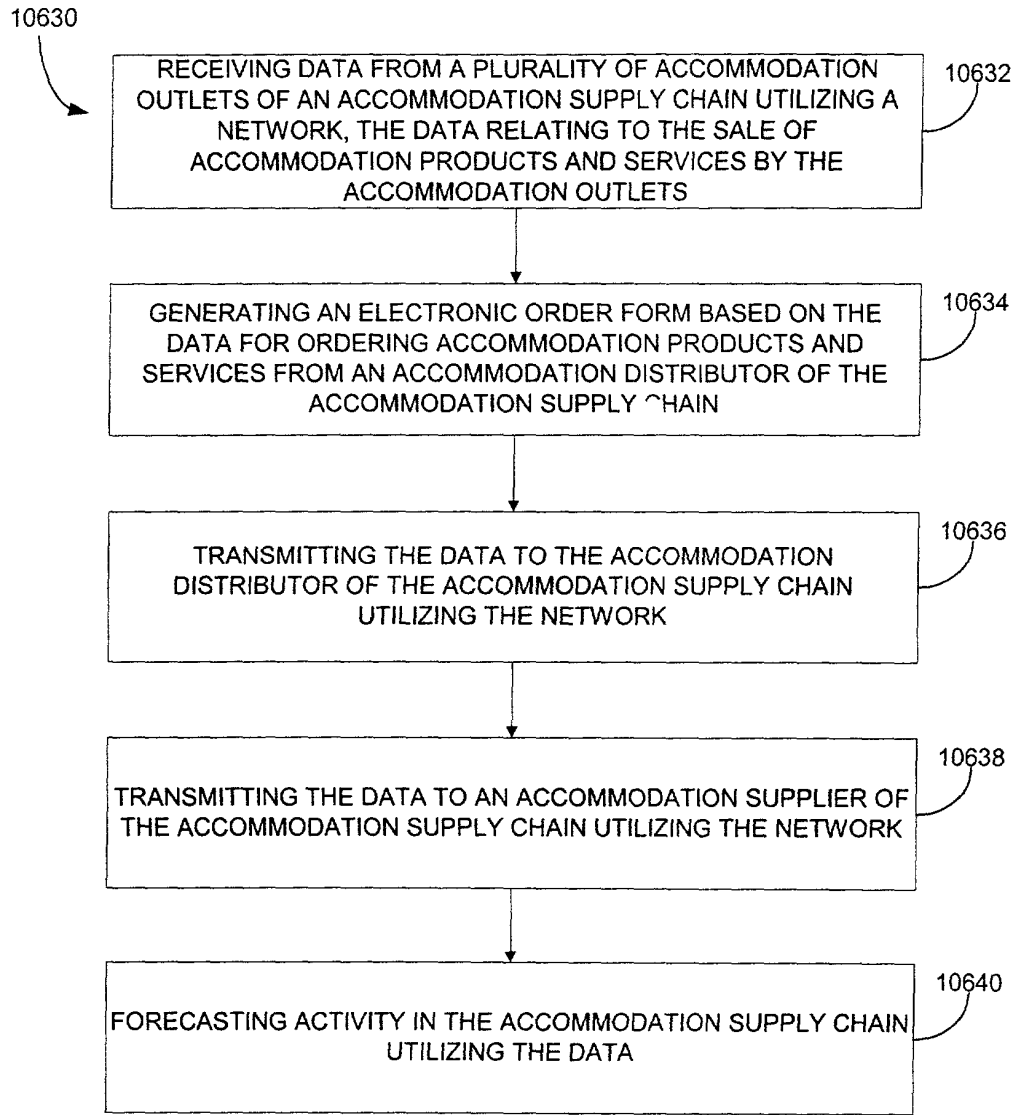 10630
RECEIVING DATA FROM A PLURALITY OF ACCOMMODATION
OUTLETS OF AN ACCOMMODATION SUPPLY CHAIN UTILIZING A
NETWORK, THE DATA RELATING TO THE SALE OF
ACCOMMODATION PRODUCTS AND SERVICES BY THE
ACCOMMODATION OUTLETS
10632
GENERATING AN ELECTRONIC ORDER FORM BASED ON THE
DATA FOR ORDERING ACCOMMODATION PRODUCTS AND
SERVICES FROM AN ACCOMMODATION DISTRIBUTOR OF THE
ACCOMMODATION SUPPLY CHAIN
10634
TRANSMITTING THE DATA TO THE ACCOMMODATION
DISTRIBUTOR OF THE ACCOMMODATION SUPPLY CHAIN
UTILIZING THE NETWORK
10636
TRANSMITTING THE DATA TO AN ACCOMMODATION SUPPLIER OF
THE ACCOMMODATION SUPPLY CHAIN UTILIZING THE NETWORK
10638
FORECASTING ACTIVITY IN THE ACCOMMODATION SUPPLY CHAIN
UTILIZING THE DATA
10640